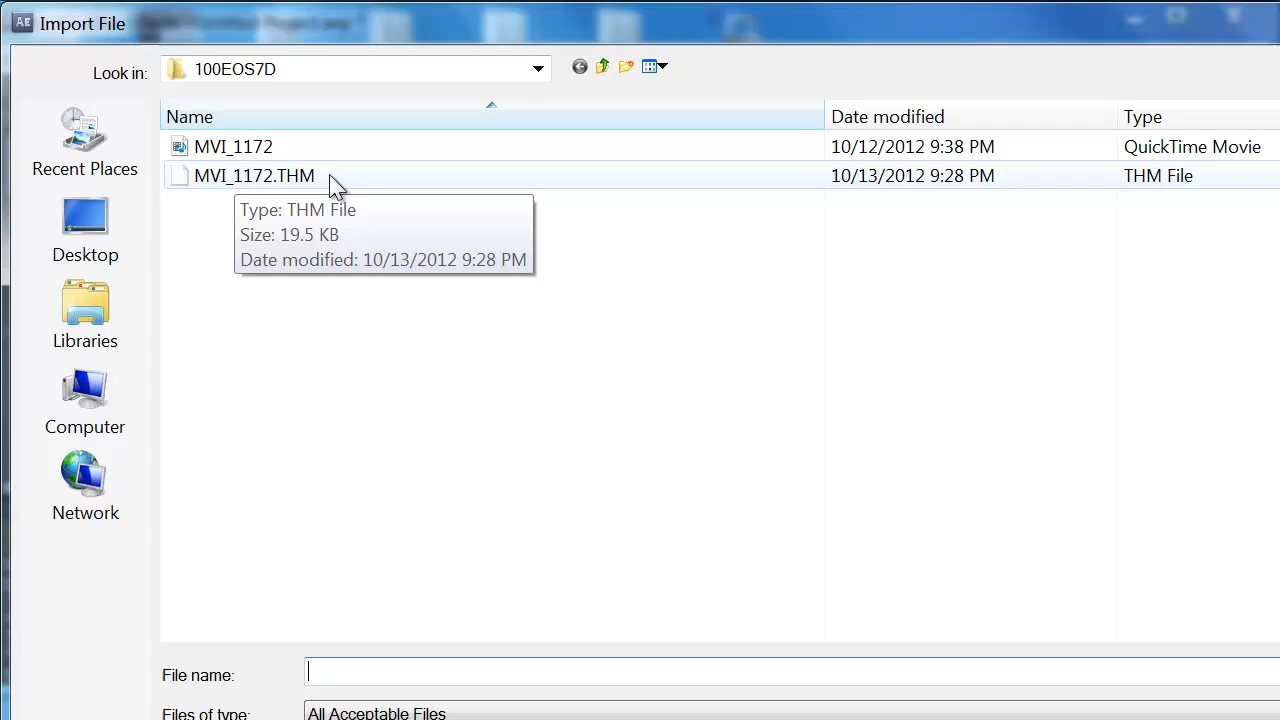 AE Import File
Look in: 100EOS7D
Name Date modified Type
MVI_1172 10/12/2012 9:38 PM QuickTime Movie
MVI_1172.THM 10/13/2012 9:28 PM THM File
Type: THM File
Size: 19.5 KB
Date modified: 10/13/2012 9:28 PM
Recent Places
Desktop
Libraries
Computer
Network
File name:
Files of type: All Acceptable Files